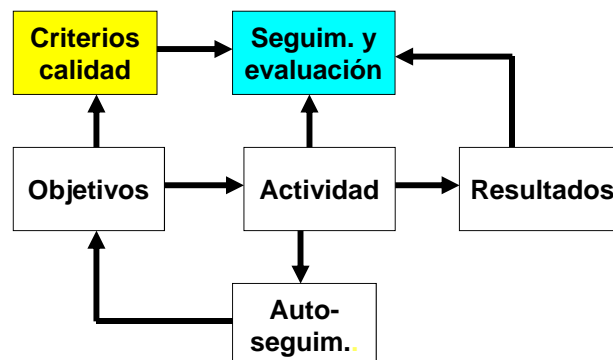 Criterios
calidad
Seguim. y
evaluación
Objetivos
Actividad
Resultados
Auto-
seguim..